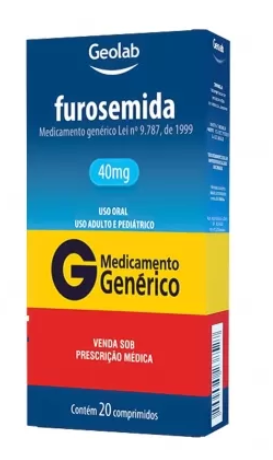 Geolab
furosemida
Medicamento genérico Lei nº 9.787, de 1999
40mg
USO ORAL
USO ADULTO E PEDIÁTRICO
G Medicamento
Genérico
VENDA SOB
PRESCRIÇÃO MÉDICA
Contém 20 comprimidos
Geolab